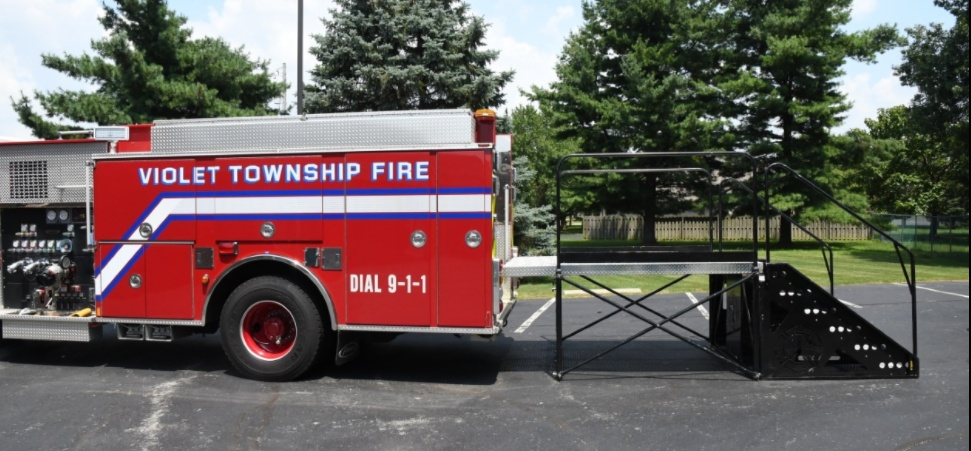 VIOLET TOWNSHIP FIRE
DIAL 9-1-1